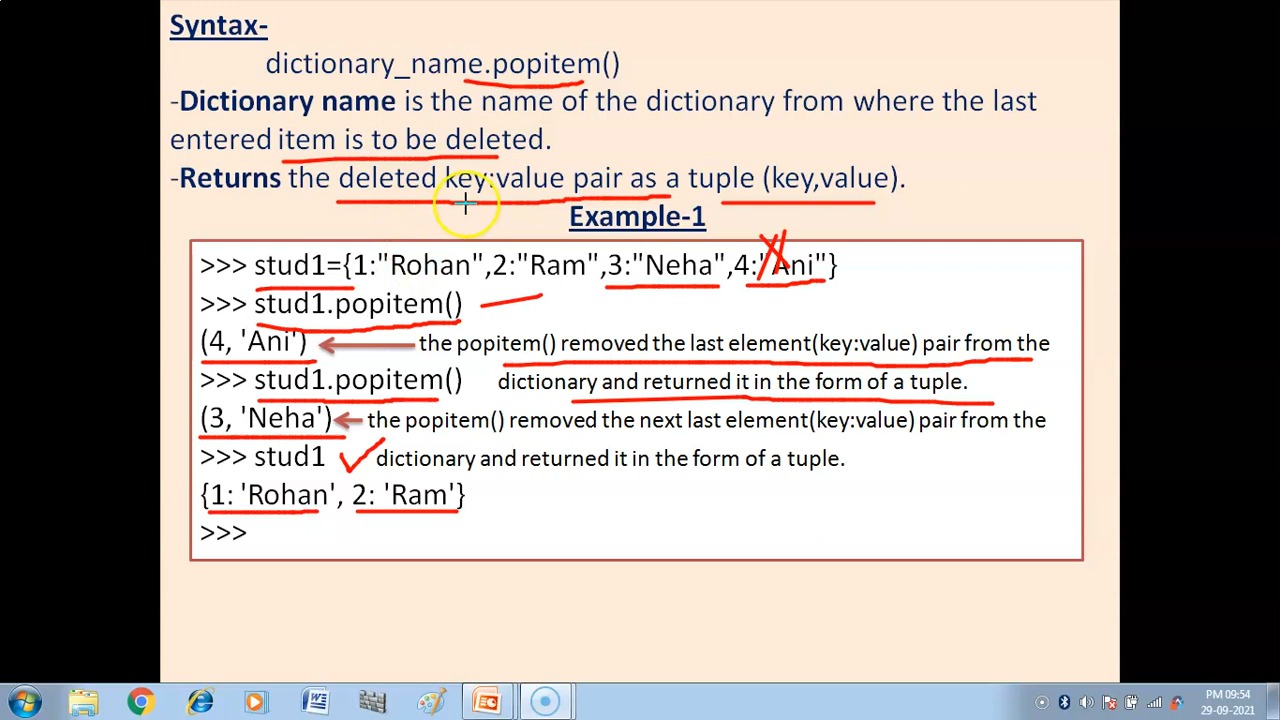 Syntax-
dictionary_name.popitem()
-Dictionary name is the name of the dictionary from where the last
entered item is to be deleted.
-Returns the deleted key:value pair as a tuple (key,value).
Example-1
>>> stud1={1:"Rohan",2:"Ram",3:"Neha",4:"Ani"}
>>> stud1.popitem()
(4, 'Ani') the popitem() removed the last element(key:value) pair from the
>>> stud1.popitem() dictionary and returned it in the form of a tuple.
(3, 'Neha') the popitem() removed the next last element(key:value) pair from the
>>> stud1 dictionary and returned it in the form of a tuple.
{1: 'Rohan', 2: 'Ram'}
>>>
PM 09:54
29-09-2021